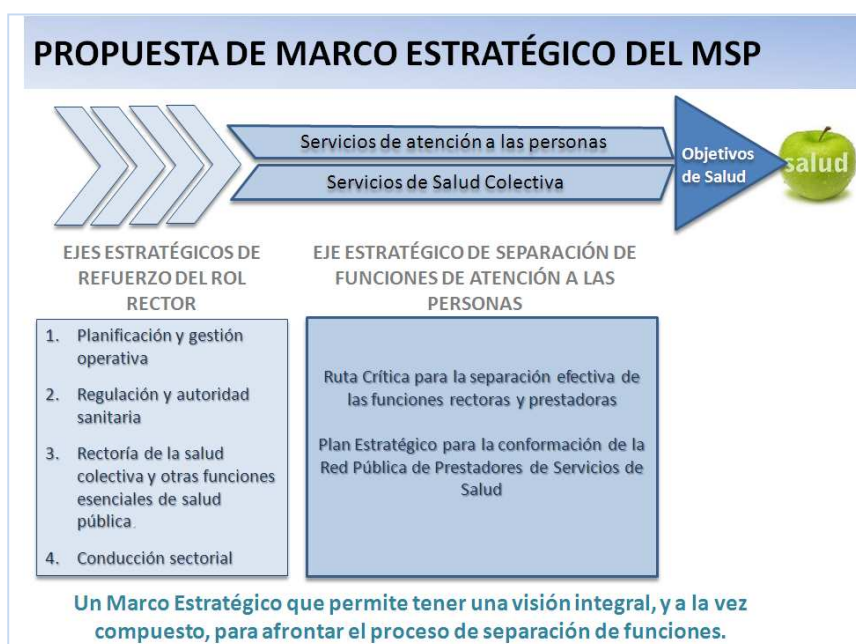 PROPUESTA DE MARCO ESTRATÉGICO DEL MSP
Servicios de atención a las personas
Servicios de Salud Colectiva
Objetivos
de Salud
salud
EJES ESTRATÉGICOS DE
REFUERZO DEL ROL
RECTOR
1. Planificación y gestión
operativa
2. Regulación y autoridad
sanitaria
3. Rectoría de la salud
colectiva y otras funciones
esenciales de salud
pública.
4. Conducción sectorial
EJE ESTRATÉGICO DE SEPARACIÓN DE
FUNCIONES DE ATENCIÓN A LAS
PERSONAS
Ruta Crítica para la separación efectiva de
las funciones rectoras y prestadoras
Plan Estratégico para la conformación de la
Red Pública de Prestadores de Servicios de
Salud
Un Marco Estratégico que permite tener una visión integral, y a la vez
compuesto, para afrontar el proceso de separación de funciones.